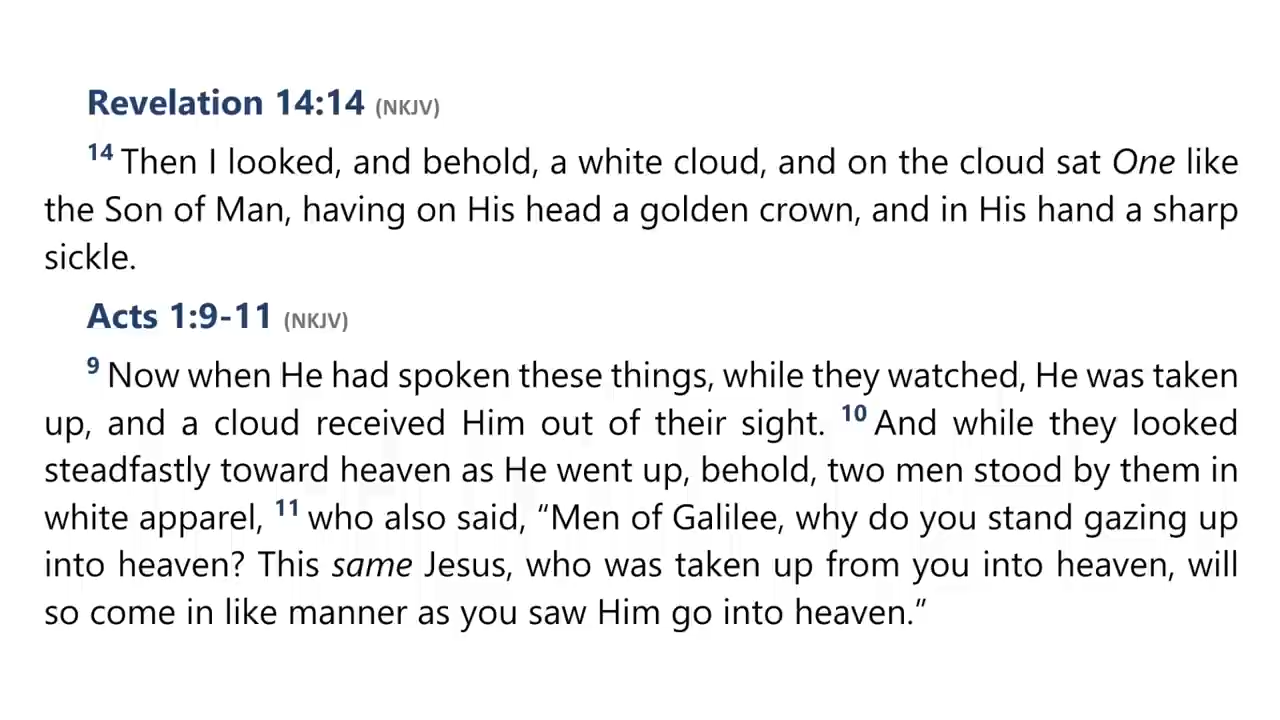 Revelation 14:14 (NKJV)
14 Then I looked, and behold, a white cloud, and on the cloud sat One like
the Son of Man, having on His head a golden crown, and in His hand a sharp
sickle.
Acts 1:9-11 (NKJV)
9 Now when He had spoken these things, while they watched, He was taken
up, and a cloud received Him out of their sight. 10 And while they looked
steadfastly toward heaven as He went up, behold, two men stood by them in
white apparel, 11 who also said, “Men of Galilee, why do you stand gazing up
into heaven? This same Jesus, who was taken up from you into heaven, will
so come in like manner as you saw Him go into heaven.”